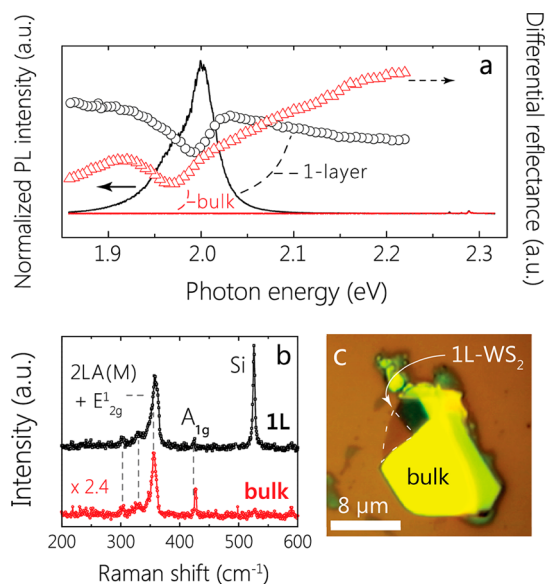 Normalized PL intensity (a.u.)
Differential
reflectance (a.u.)
a
1-layer
bulk
1.9 2.0 2.1 2.2 2.3
Photon energy (eV)
b
2LA(M)
+ E¹2g
Si
A1g
1L
x 2.4
bulk
Intensity (a.u.)
200 300 400 500 600
Raman shift (cm-1)
c
1L-WS2
bulk
8 µm